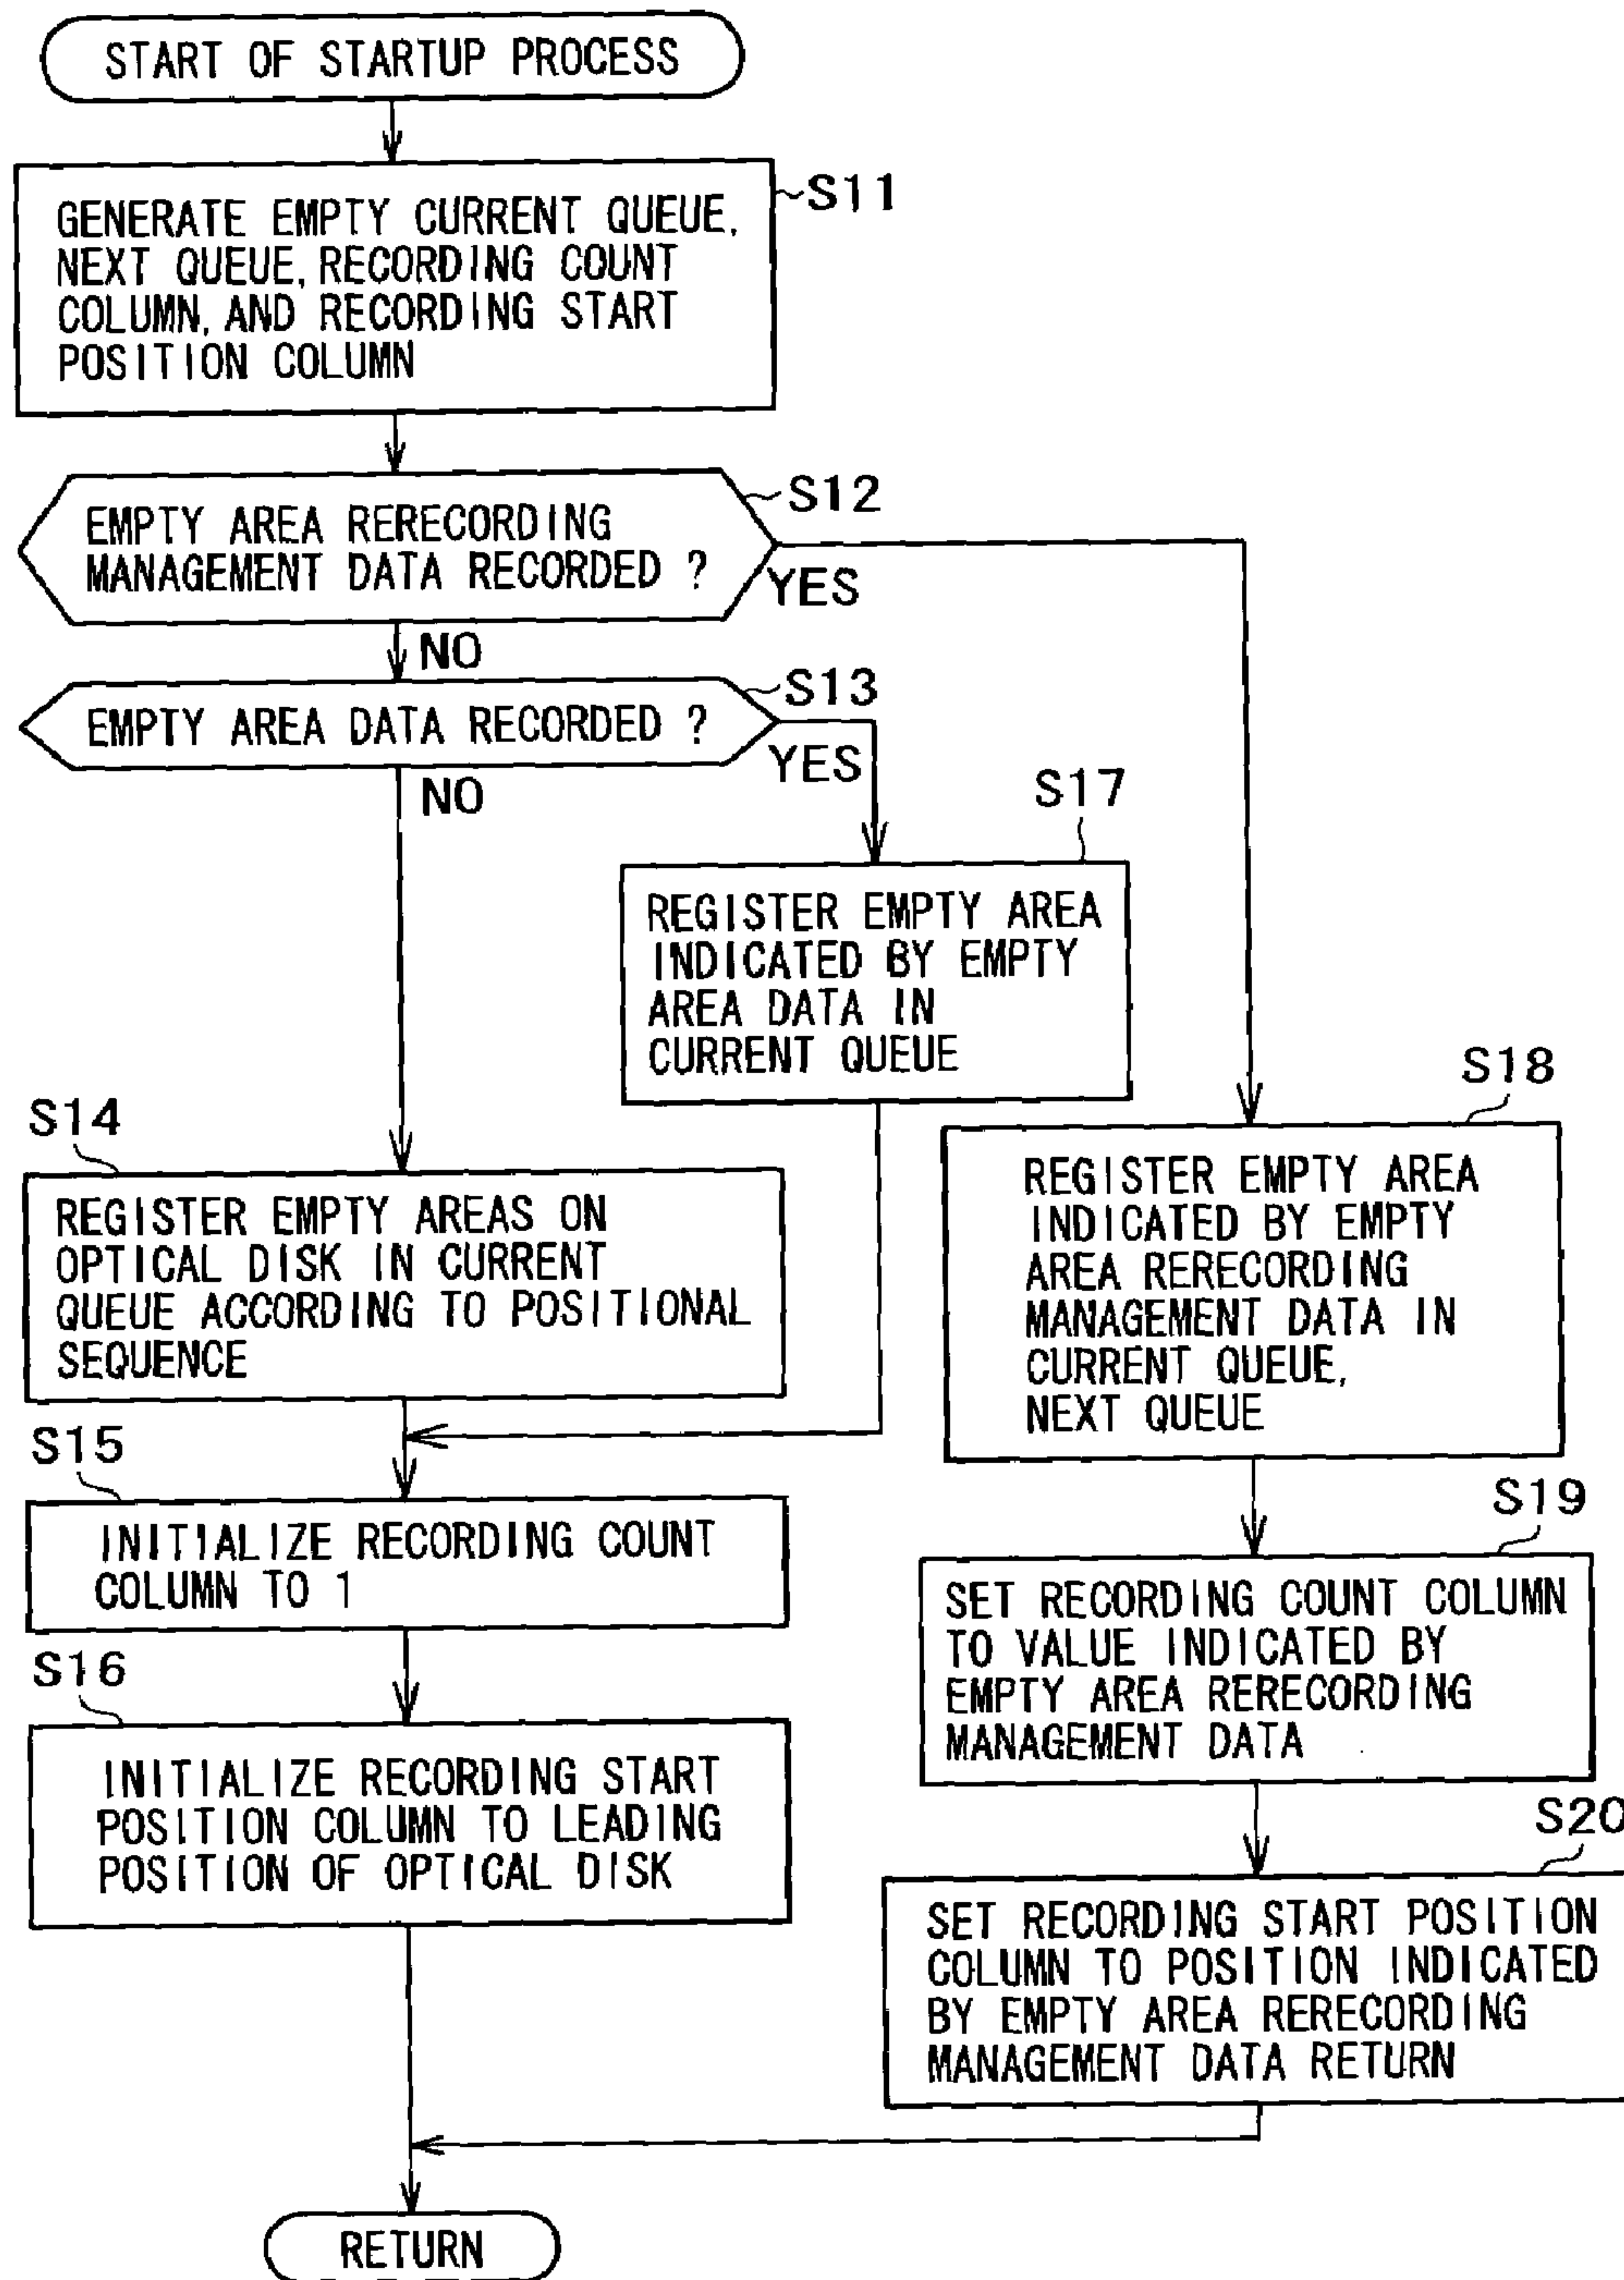 START OF STARTUP PROCESS
S11
GENERATE EMPTY CURRENT QUEUE,
NEXT QUEUE, RECORDING COUNT
COLUMN, AND RECORDING START
POSITION COLUMN
S12
EMPTY AREA RERECORDING
MANAGEMENT DATA RECORDED ?
YES
NO
S13
EMPTY AREA DATA RECORDED ?
YES
NO
S17
REGISTER EMPTY AREA
INDICATED BY EMPTY
AREA DATA IN
CURRENT QUEUE
S14
REGISTER EMPTY AREAS ON
OPTICAL DISK IN CURRENT
QUEUE ACCORDING TO POSITIONAL
SEQUENCE
S18
REGISTER EMPTY AREA
INDICATED BY EMPTY
AREA RERECORDING
MANAGEMENT DATA IN
CURRENT QUEUE,
NEXT QUEUE
S15
INITIALIZE RECORDING COUNT
COLUMN TO 1
S19
SET RECORDING COUNT COLUMN
TO VALUE INDICATED BY
EMPTY AREA RERECORDING
MANAGEMENT DATA
S16
INITIALIZE RECORDING START
POSITION COLUMN TO LEADING
POSITION OF OPTICAL DISK
S20
SET RECORDING START POSITION
COLUMN TO POSITION INDICATED
BY EMPTY AREA RERECORDING
MANAGEMENT DATA RETURN
RETURN